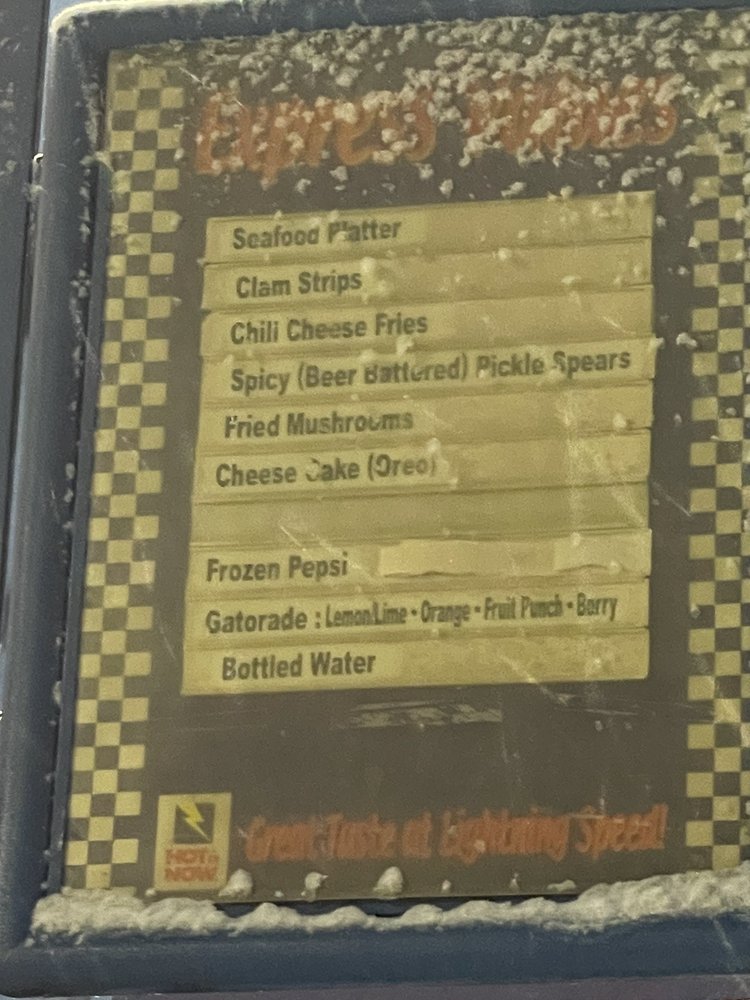 Express
Seafood Platter
Clam Strips
Chili Cheese Fries
Spicy (Beer Battered) Pickle Spears
Fried Mushrooms
Cheese Cake (Oreo)
Frozen Pepsi
Gatorade : Lemon/Lime • Orange • Fruit Punch • Berry
Bottled Water
HOT 'n
NOW
Great Taste at Lightning Speed!